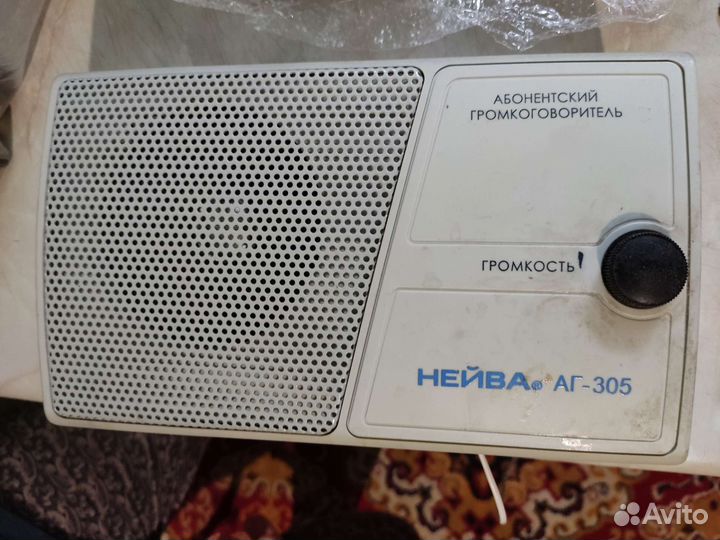 АБОНЕНТСКИЙ
ГРОМКОГОВОРИТЕЛЬ
ГРОМКОСТЬ
НЕЙВА® АГ-305
Avito